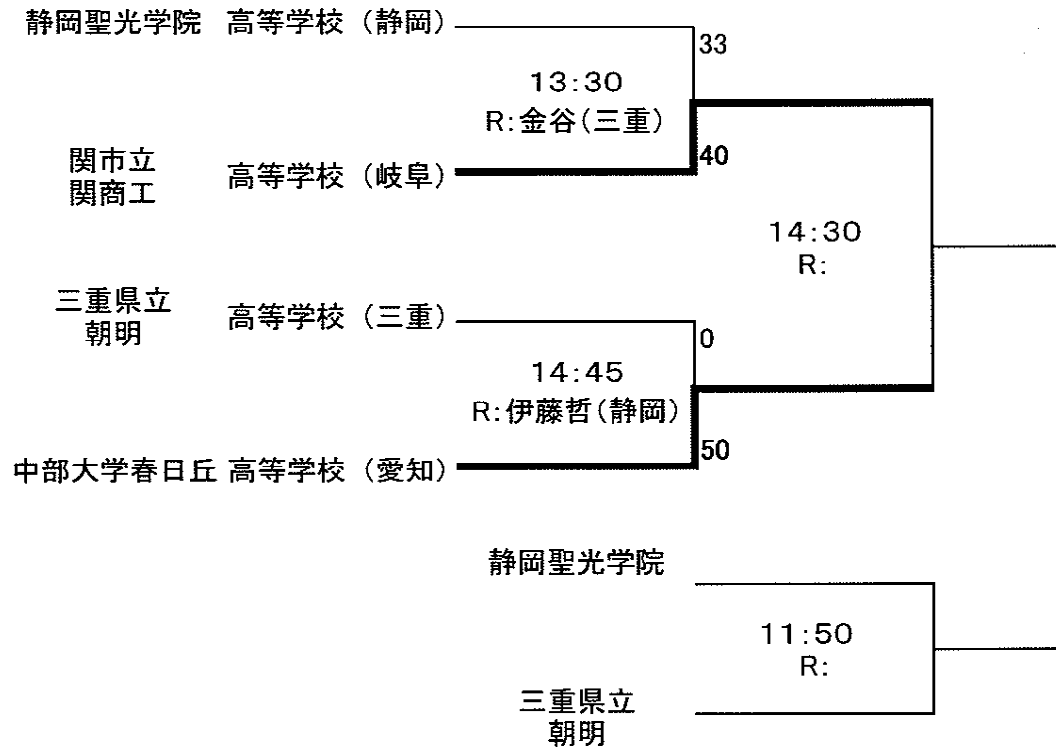 静岡聖光学院 高等学校 (静岡)
33
13:30
R:金谷(三重)
40
関市立
関商工
高等学校 (岐阜)
14:30
R:
三重県立
朝明
高等学校 (三重)
0
14:45
R:伊藤哲(静岡)
50
中部大学春日丘 高等学校 (愛知)
静岡聖光学院
11:50
R:
三重県立
朝明